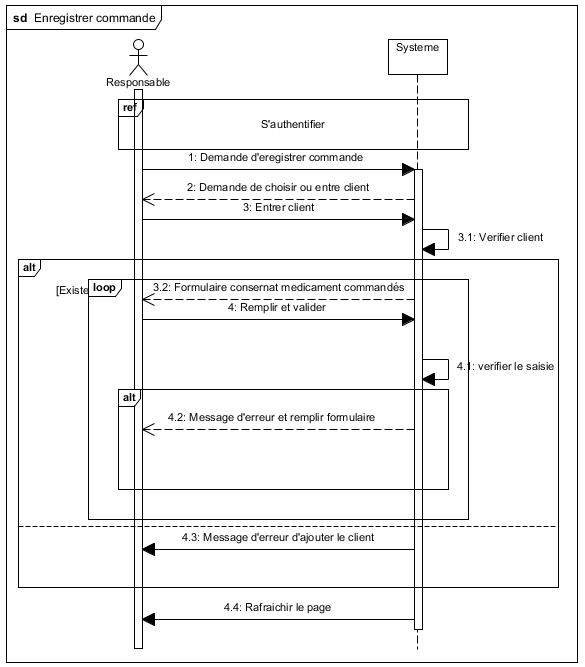 sd Enregistrer commande
Systeme
Responsable
ref
S'authentifier
1: Demande d'eregistrer commande
2: Demande de choisir ou entre client
3: Entrer client
3.1: Verifier client
alt
[Existe
loop
3.2: Formulaire consernat medicament commandés
4: Remplir et valider
4.1: verifier le saisie
alt
4.2: Message d'erreur et remplir formulaire
4.3: Message d'erreur d'ajouter le client
4.4: Rafraichir le page